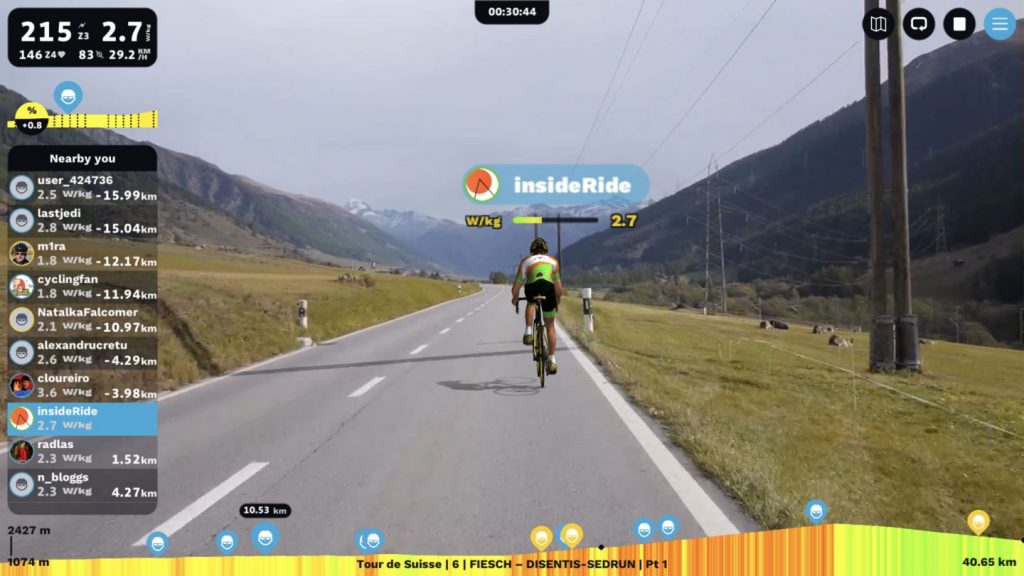 215 Z3 2.7 Pw/W
146 Z4 83 29.2 KM/H
00:30:44
%
+0.8
Nearby you
user_424736
2.5 W/kg -15.99km
lastjedi
2.8 W/kg -15.04km
m1ra
1.8 W/kg -12.17km
cyclingfan
1.8 W/kg -11.94km
NatalkaFalcomer
2.1 W/kg -10.97km
alexandrucretu
2.6 W/kg -4.29km
cloureiro
3.6 W/kg -3.98km
insideRide
2.7 W/kg
radlas
2.3 W/kg 1.52km
n_bloggs
2.3 W/kg 4.27km
insideRide
W/kg 2.7
10.53 km
2427 m
1074 m
Tour de Suisse | 6 | FIESCH – DISENTIS-SEDRUN | Pt 1
40.65 km